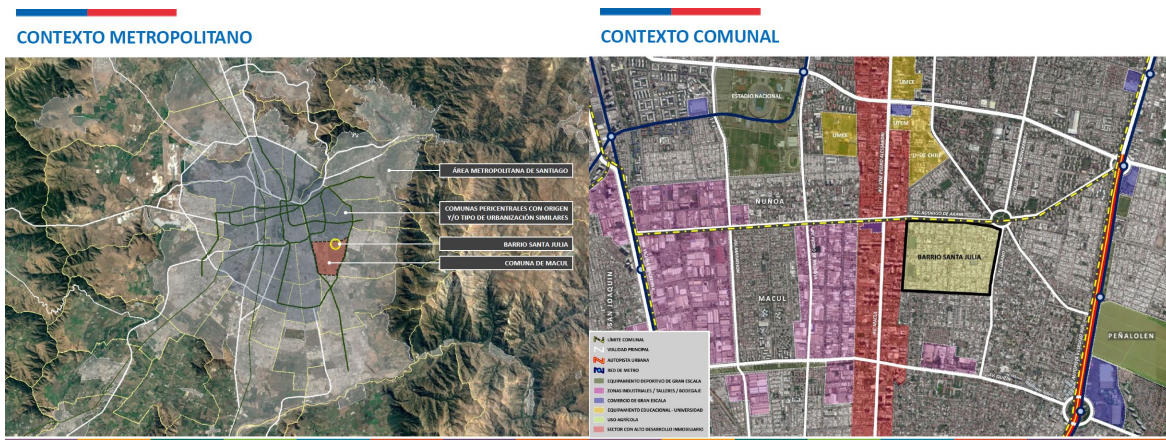 CONTEXTO METROPOLITANO
ÁREA METROPOLITANA DE SANTIAGO
COMUNAS PERICENTRALES CON ORIGEN
Y/O TIPO DE URBANIZACIÓN SIMILARES
BARRIO SANTA JULIA
COMUNA DE MACUL
CONTEXTO COMUNAL
UMCE
ESTADIO NACIONAL
UTEM
U. DE CHILE
ÑUÑOA
BARRIO SANTA JULIA
SAN JOAQUIN
MACUL
PEÑALOLEN
LÍMITE COMUNAL
VIALIDAD PRINCIPAL
AUTOPISTA URBANA
RED DE METRO
EQUIPAMIENTO DEPORTIVO DE GRAN ESCALA
ZONAS INDUSTRIALES / TALLERES / BODEGAJE
COMERCIO DE GRAN ESCALA
EQUIPAMIENTO EDUCACIONAL - UNIVERSIDAD
USO AGRÍCOLA
SECTOR CON ALTO DESARROLLO INMOBILIARIO